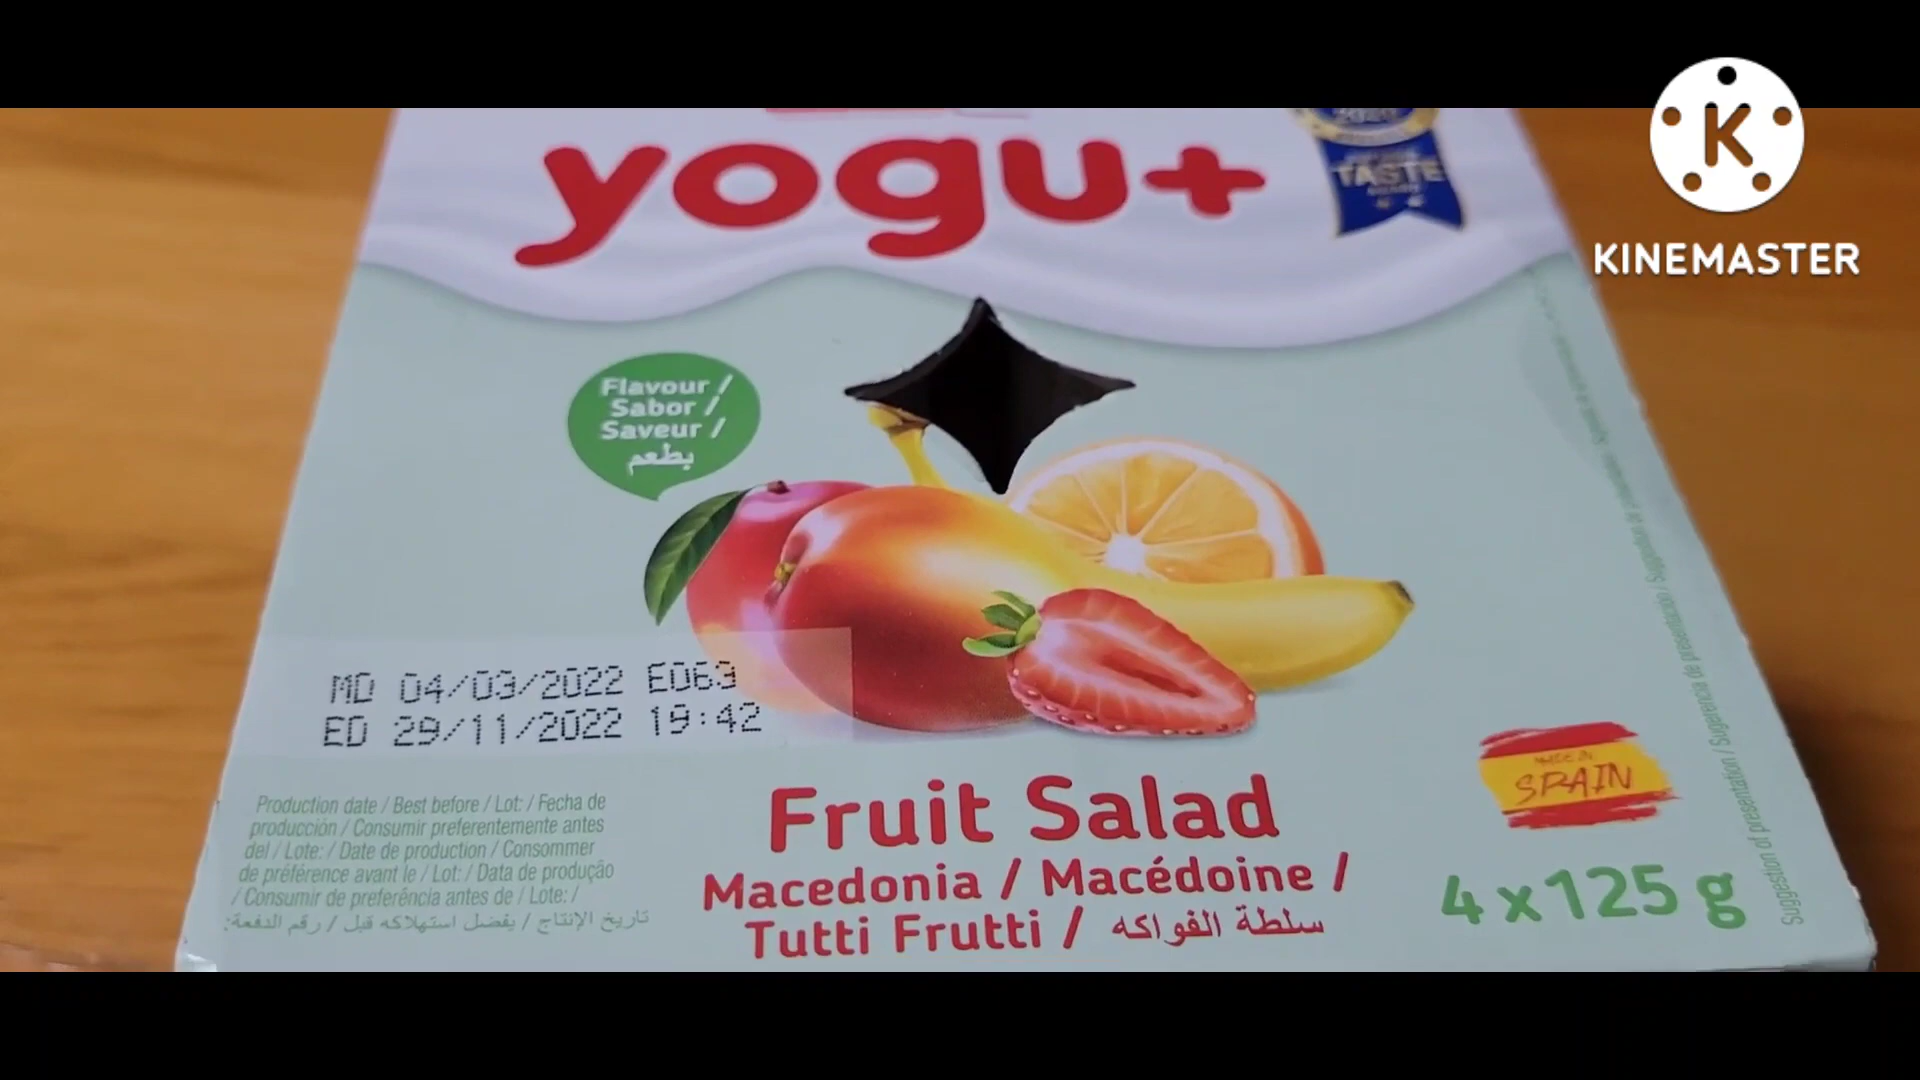 yogu+
TASTE
KINEMASTER
Flavour /
Sabor /
Saveur /
بطعم
MD 04/03/2022 E063
ED 29/11/2022 19:42
Production date / Best before / Lot: / Fecha de
producción / Consumir preferentemente antes
del / Lote: / Date de production / Consommer
de préférence avant le / Lot: / Data de produção
/ Consumir de preferência antes de / Lote: /
تاريخ الإنتاج / يفضل استهلاكه قبل / رقم الدفعة:
Fruit Salad
Macedonia / Macédoine /
Tutti Frutti / سلطة الفواكه
MADE IN
SPAIN
4 x 125 g
Suggestion of presentation / Sugerencia de presentación /